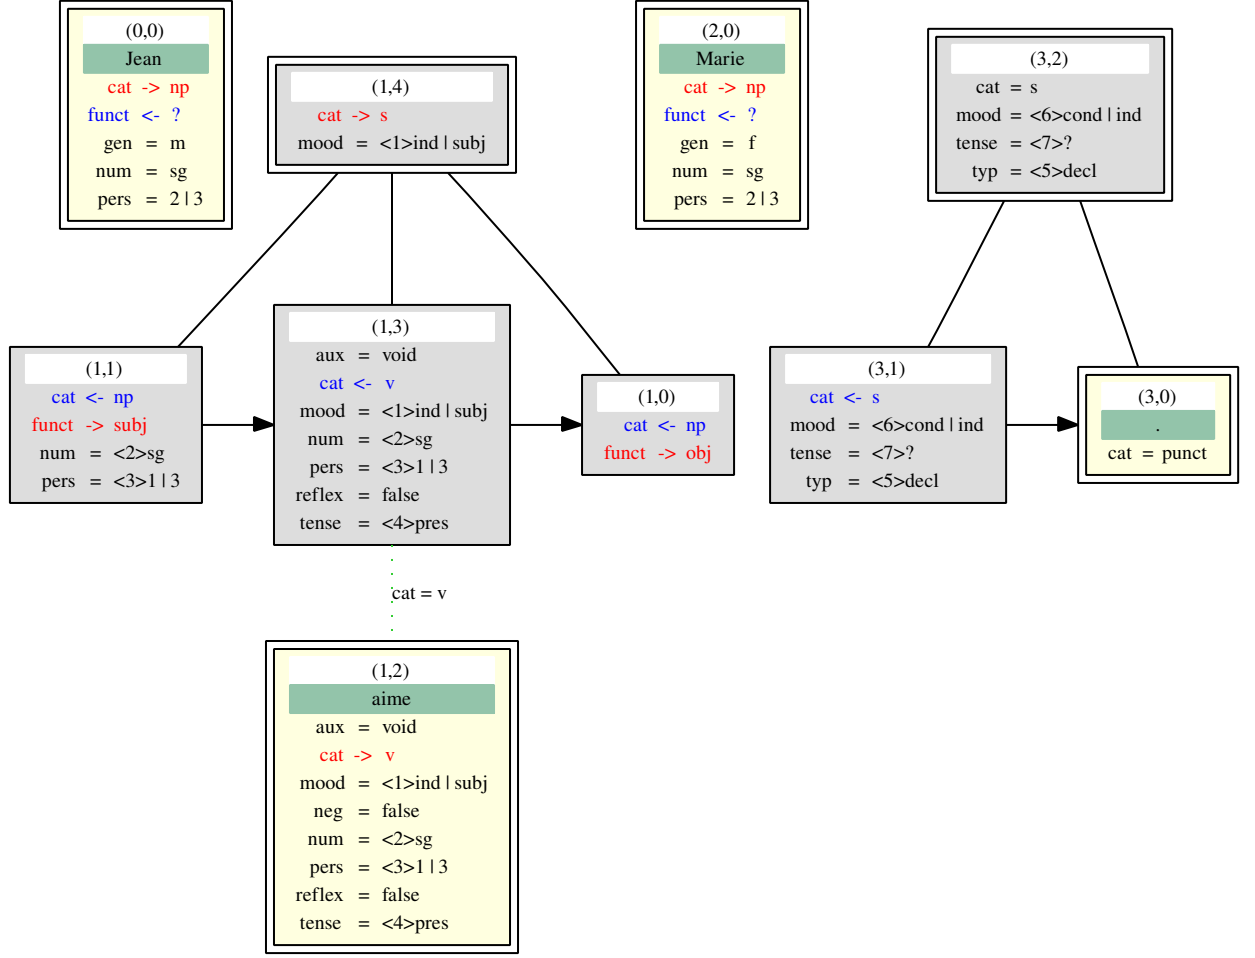 (0,0)
Jean
cat -> np
funct <- ?
gen = m
num = sg
pers = 2|3
(1,4)
cat -> s
mood = <1>ind|subj
(2,0)
Marie
cat -> np
funct <- ?
gen = f
num = sg
pers = 2|3
(3,2)
cat = s
mood = <6>cond|ind
tense = <7>?
typ = <5>decl
(1,1)
cat <- np
funct -> subj
num = <2>sg
pers = <3>1|3
(1,3)
aux = void
cat <- v
mood = <1>ind|subj
num = <2>sg
pers = <3>1|3
reflex = false
tense = <4>pres
(1,0)
cat <- np
funct -> obj
(3,1)
cat <- s
mood = <6>cond|ind
tense = <7>?
typ = <5>decl
(3,0)
.
cat = punct
cat = v
(1,2)
aime
aux = void
cat -> v
mood = <1>ind|subj
neg = false
num = <2>sg
pers = <3>1|3
reflex = false
tense = <4>pres